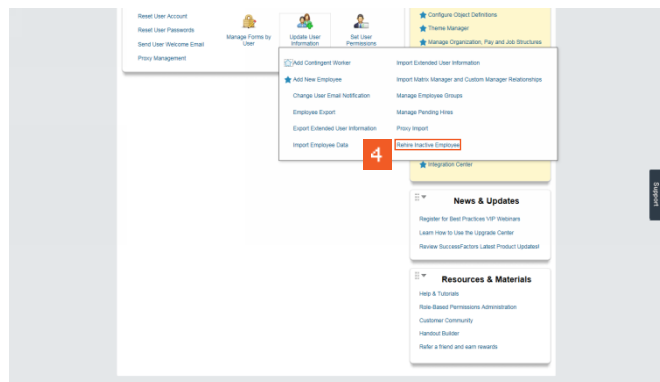 Reset User Account
Reset User Passwords
Send User Welcome Email
Proxy Management
Manage Forms by
User
Update User
Information
Set User
Permissions
Configure Object Definitions
Theme Manager
Manage Organization, Pay and Job Structures
Add Contingent Worker
Add New Employee
Change User Email Notification
Employee Export
Export Extended User Information
Import Employee Data
Import Extended User Information
Import Matrix Manager and Custom Manager Relationships
Manage Employee Groups
Manage Pending Hires
Proxy Import
Rehire Inactive Employee
4
Integration Center
News & Updates
Register for Best Practices VIP Webinars
Learn How to Use the Upgrade Center
Review SuccessFactors Latest Product Updates!
Resources & Materials
Help & Tutorials
Role-Based Permissions Administration
Customer Community
Handout Builder
Refer a friend and earn rewards
Support